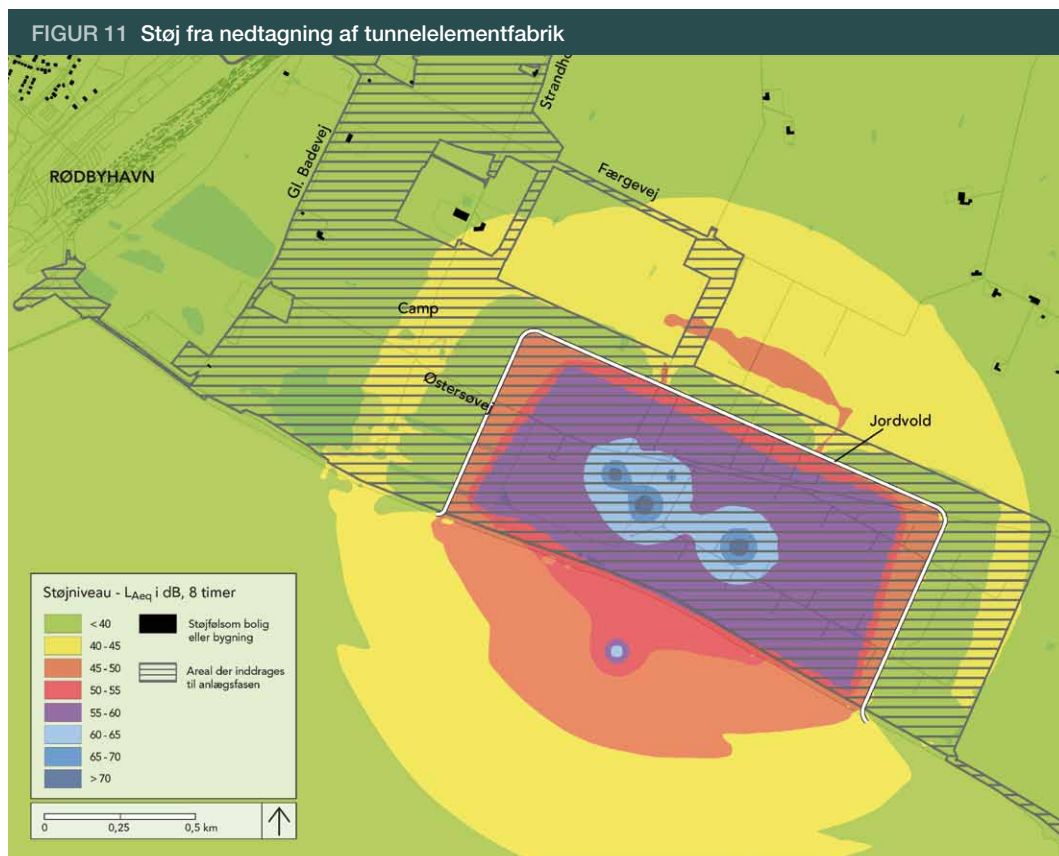 FIGUR 11 Støj fra nedtagning af tunnelelementfabrik
Strandho
Gl. Badevej
RØDBYHAVN
Færgevej
Camp
Østersøvej
Jordvold
Støjniveau - LAeq i dB, 8 timer
< 40
40 - 45
45 - 50
50 - 55
55 - 60
60 - 65
65 - 70
> 70
Støjfølsom bolig
eller bygning
Areal der inddrages
til anlægsfasen
0 0,25 0,5 km